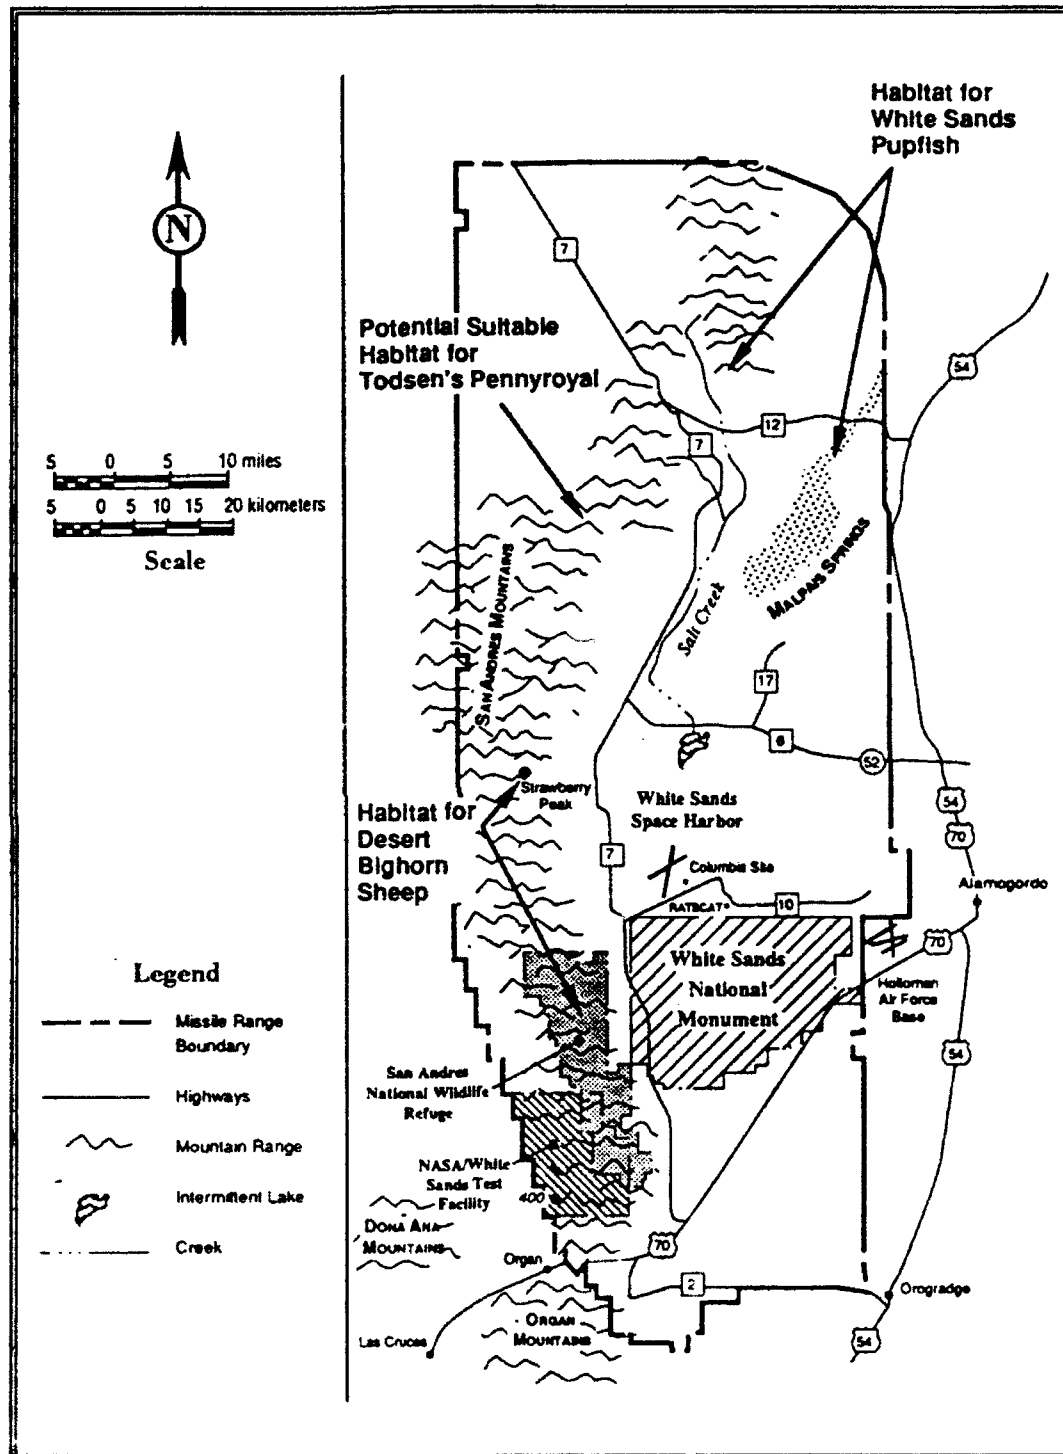 Habitat for
White Sands
Pupfish
N
7
Potential Suitable
Habitat for
Todsen's Pennyroyal
54
12
7
5 0 5 10 miles
5 0 5 10 15 20 kilometers
Scale
SAN ANDRES MOUNTAINS
MALPAIS SPRINGS
Salt Creek
17
6
52
Strawberry
Peak
White Sands
Space Harbor
54
70
Habitat for
Desert
Bighorn
Sheep
7
Columbia Site
RATSCAT
10
Alamogordo
70
White Sands
National
Monument
Holloman
Air Force
Base
54
Legend
Missile Range
Boundary
Highways
Mountain Range
Intermittent Lake
Creek
San Andres
National Wildlife
Refuge
NASA/White
Sands Test
Facility
400
DONA ANA
MOUNTAINS
70
Organ
2
Orogradge
ORGAN
MOUNTAINS
Las Cruces
54